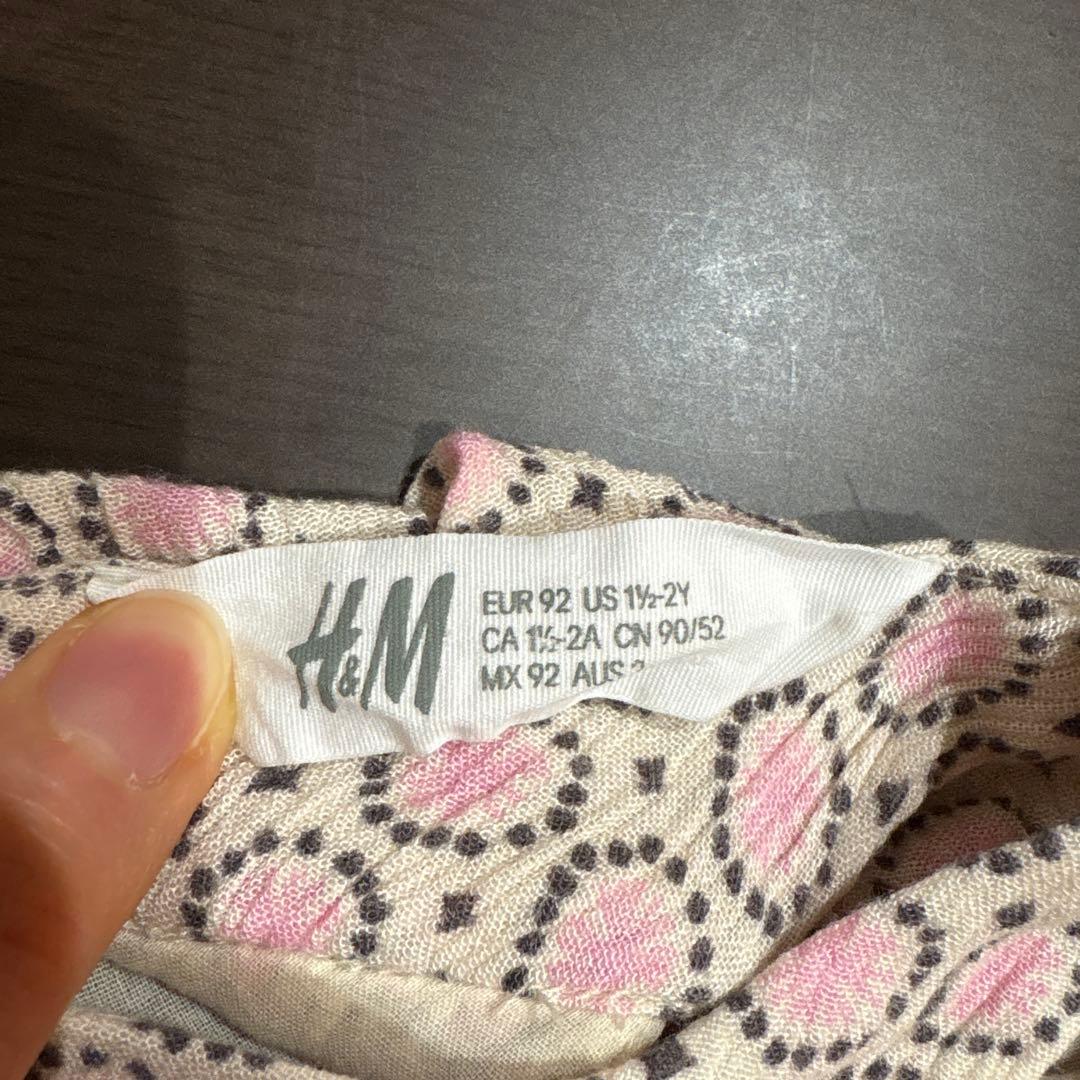 H&M
EUR 92 US 1½-2Y
CA 1½-2A CN 90/52
MX 92 AUS